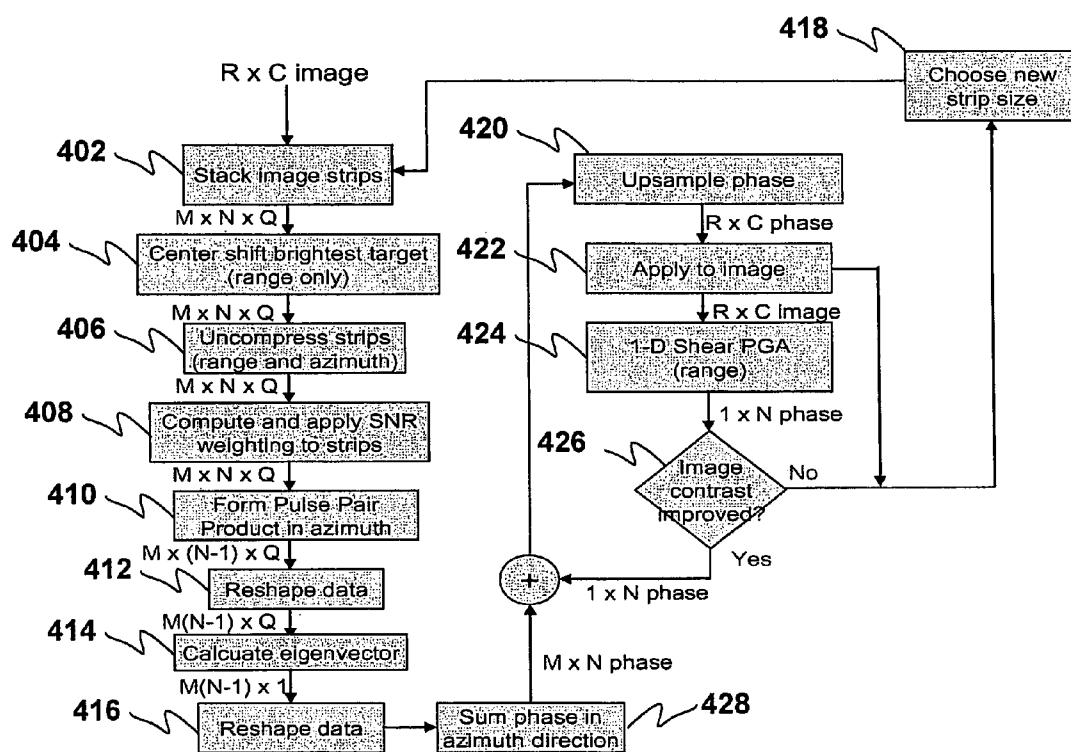 R x C image
402
Stack image strips
M x N x Q
404
Center shift brightest target
(range only)
M x N x Q
406
Uncompress strips
(range and azimuth)
M x N x Q
408
Compute and apply SNR
weighting to strips
M x N x Q
410
Form Pulse Pair
Product in azimuth
M x (N-1) x Q
412
Reshape data
M(N-1) x Q
414
Calcuate eigenvector
M(N-1) x 1
416
Reshape data
Sum phase in
azimuth direction
428
M x N phase
+
420
Upsample phase
R x C phase
422
Apply to image
R x C image
424
1-D Shear PGA
(range)
1 x N phase
426
Image
contrast
improved?
No
Yes
1 x N phase
418
Choose new
strip size